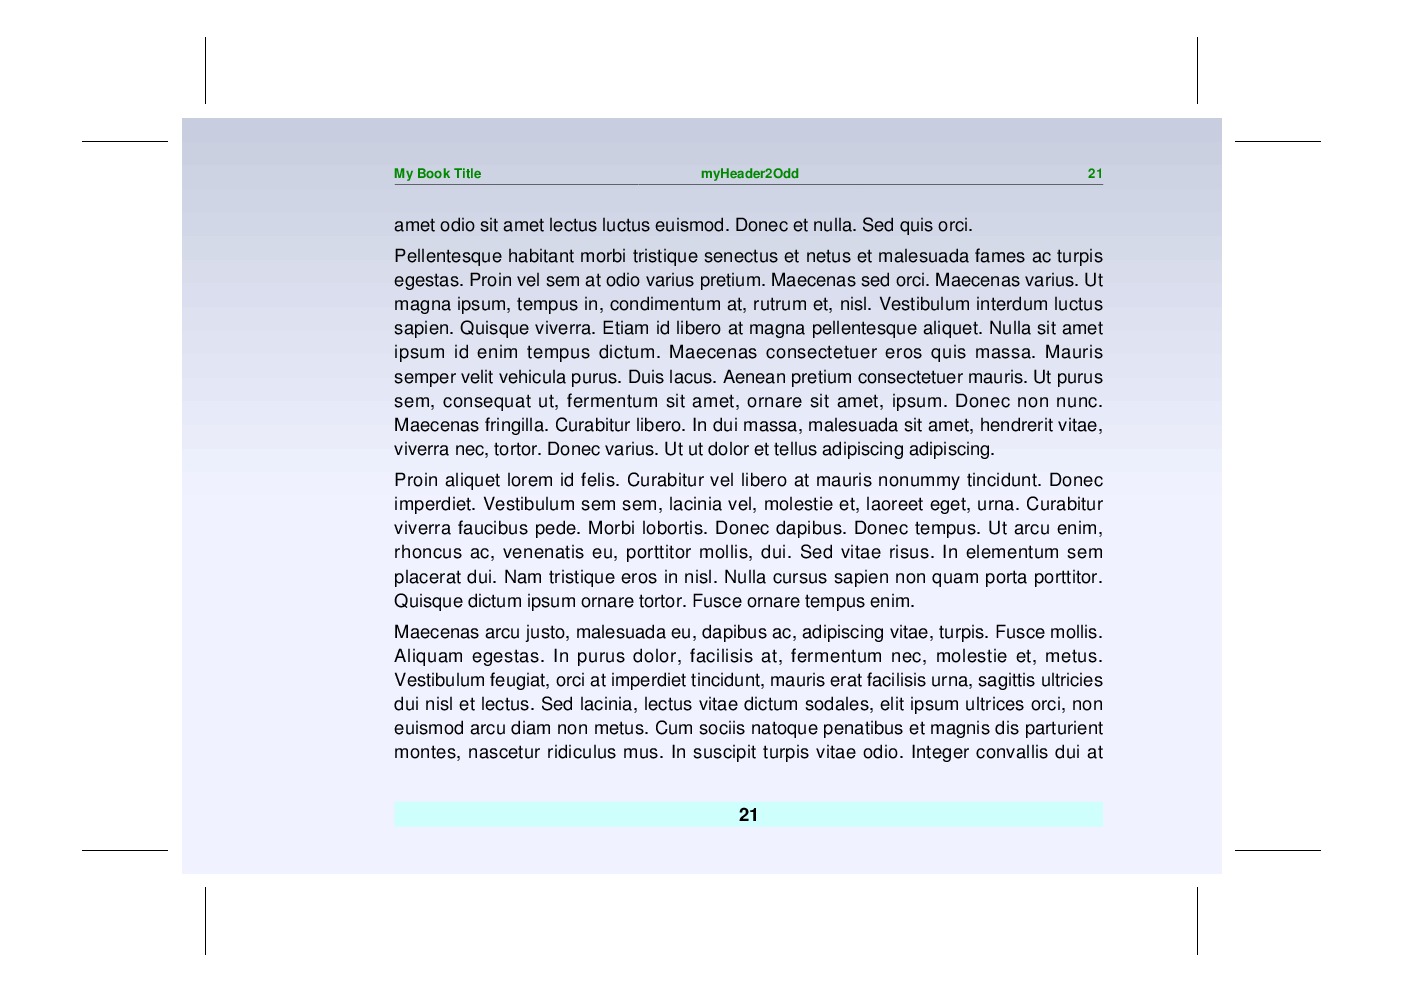 My Book Title myHeader2Odd 21
amet odio sit amet lectus luctus euismod. Donec et nulla. Sed quis orci.
Pellentesque habitant morbi tristique senectus et netus et malesuada fames ac turpis
egestas. Proin vel sem at odio varius pretium. Maecenas sed orci. Maecenas varius. Ut
magna ipsum, tempus in, condimentum at, rutrum et, nisl. Vestibulum interdum luctus
sapien. Quisque viverra. Etiam id libero at magna pellentesque aliquet. Nulla sit amet
ipsum id enim tempus dictum. Maecenas consectetuer eros quis massa. Mauris
semper velit vehicula purus. Duis lacus. Aenean pretium consectetuer mauris. Ut purus
sem, consequat ut, fermentum sit amet, ornare sit amet, ipsum. Donec non nunc.
Maecenas fringilla. Curabitur libero. In dui massa, malesuada sit amet, hendrerit vitae,
viverra nec, tortor. Donec varius. Ut ut dolor et tellus adipiscing adipiscing.
Proin aliquet lorem id felis. Curabitur vel libero at mauris nonummy tincidunt. Donec
imperdiet. Vestibulum sem sem, lacinia vel, molestie et, laoreet eget, urna. Curabitur
viverra faucibus pede. Morbi lobortis. Donec dapibus. Donec tempus. Ut arcu enim,
rhoncus ac, venenatis eu, porttitor mollis, dui. Sed vitae risus. In elementum sem
placerat dui. Nam tristique eros in nisl. Nulla cursus sapien non quam porta porttitor.
Quisque dictum ipsum ornare tortor. Fusce ornare tempus enim.
Maecenas arcu justo, malesuada eu, dapibus ac, adipiscing vitae, turpis. Fusce mollis.
Aliquam egestas. In purus dolor, facilisis at, fermentum nec, molestie et, metus.
Vestibulum feugiat, orci at imperdiet tincidunt, mauris erat facilisis urna, sagittis ultricies
dui nisl et lectus. Sed lacinia, lectus vitae dictum sodales, elit ipsum ultrices orci, non
euismod arcu diam non metus. Cum sociis natoque penatibus et magnis dis parturient
montes, nascetur ridiculus mus. In suscipit turpis vitae odio. Integer convallis dui at
21